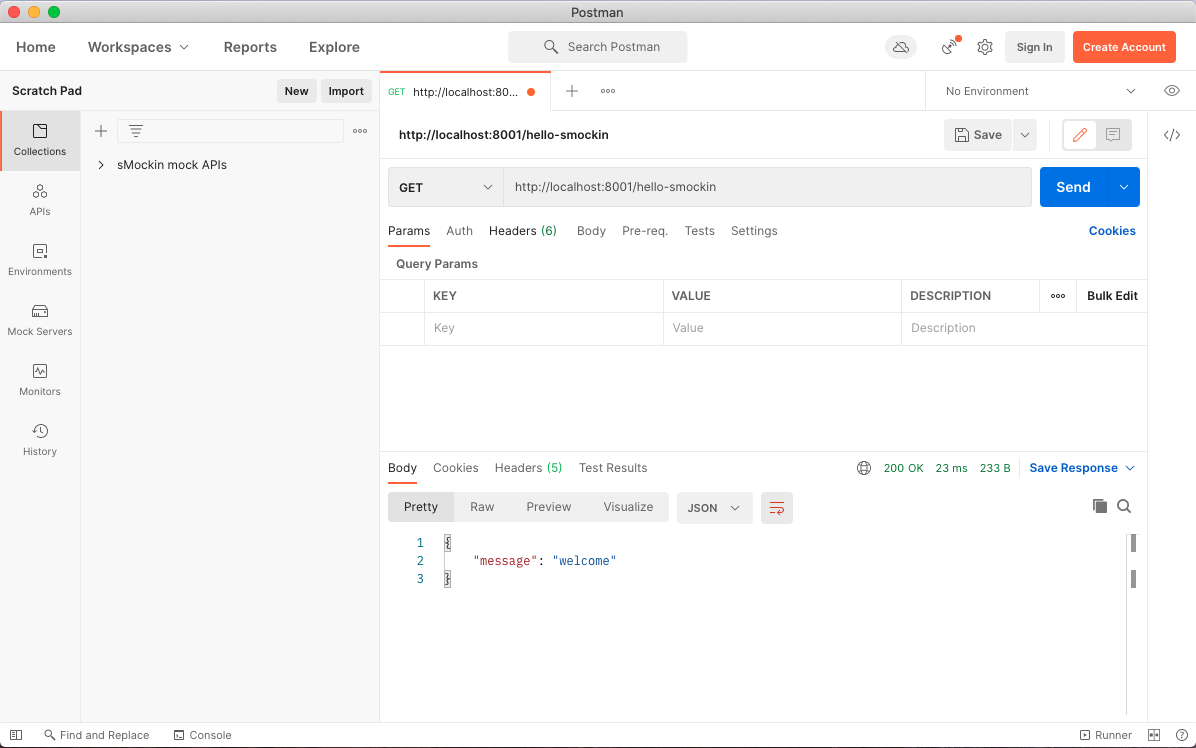 Postman
Home Workspaces Reports Explore Search Postman Sign In Create Account
Scratch Pad New Import GET http://localhost:80... No Environment
http://localhost:8001/hello-smockin Save
Collections
sMockin mock APIs
GET http://localhost:8001/hello-smockin Send
APIs
Params Auth Headers (6) Body Pre-req. Tests Settings Cookies
Environments
Query Params
KEY VALUE DESCRIPTION Bulk Edit
Mock Servers
Key Value Description
Monitors
History
Body Cookies Headers (5) Test Results 200 OK 23 ms 233 B Save Response
Pretty Raw Preview Visualize JSON
1 {
2 "message": "welcome"
3 }
Find and Replace Console Runner